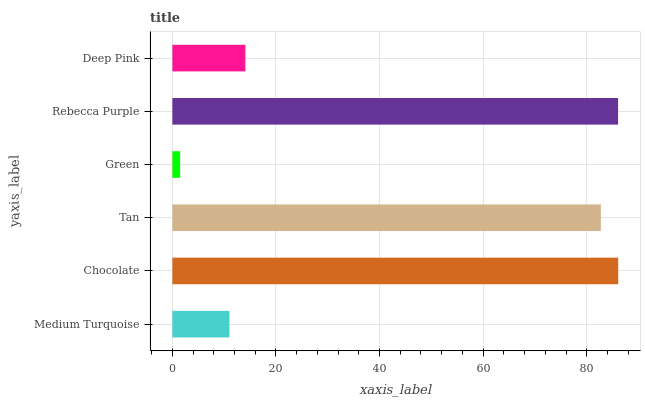 title
Deep Pink
Rebecca Purple
Green
Tan
Chocolate
Medium Turquoise
yaxis_label
0 20 40 60 80
xaxis_label